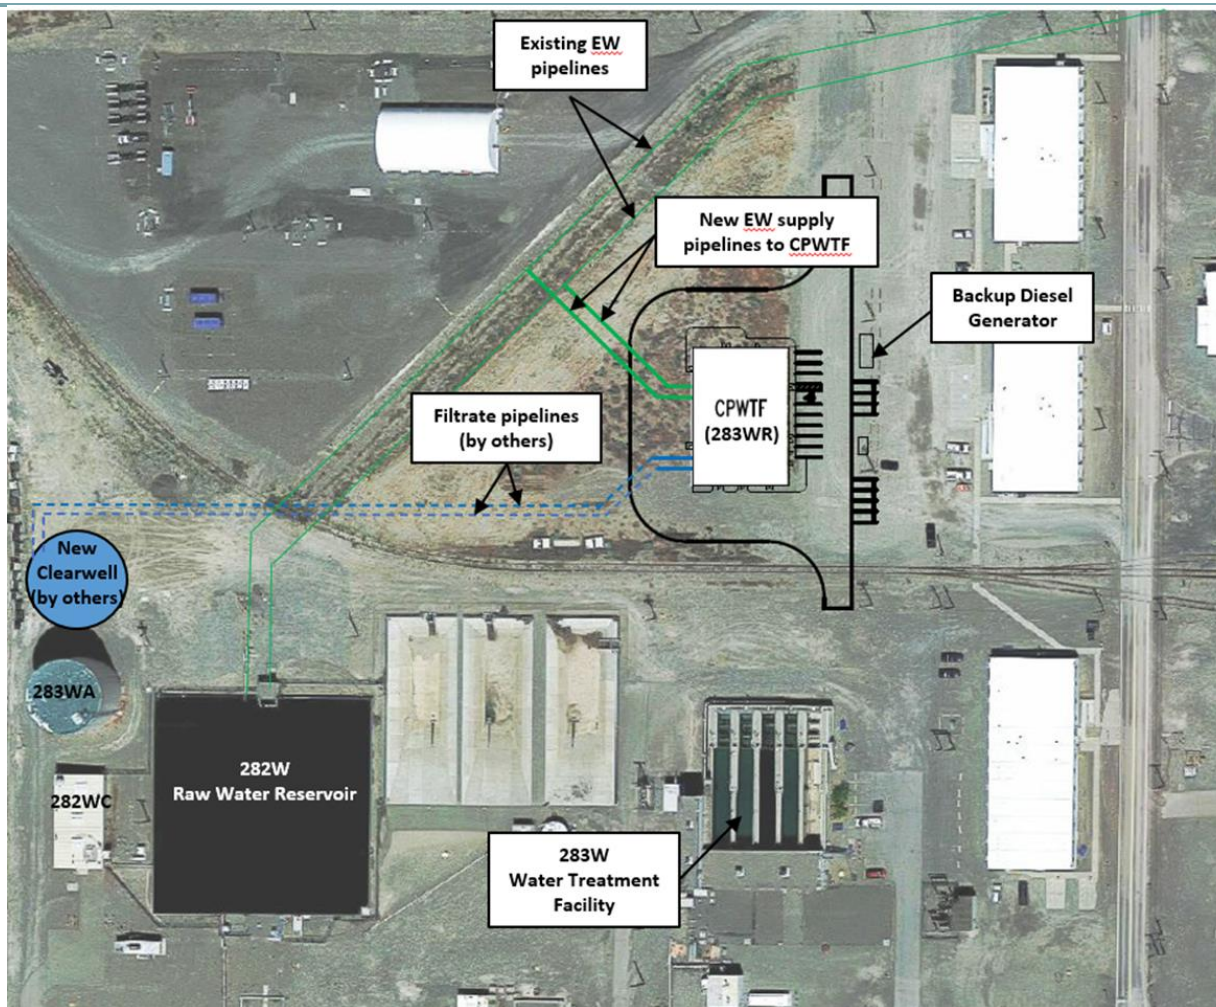 Existing EW
pipelines
New EW supply
pipelines to CPWTF
Backup Diesel
Generator
CPWTF
(283WR)
Filtrate pipelines
(by others)
New
Clearwell
(by others)
283WA
282W
Raw Water Reservoir
282WC
283W
Water Treatment
Facility